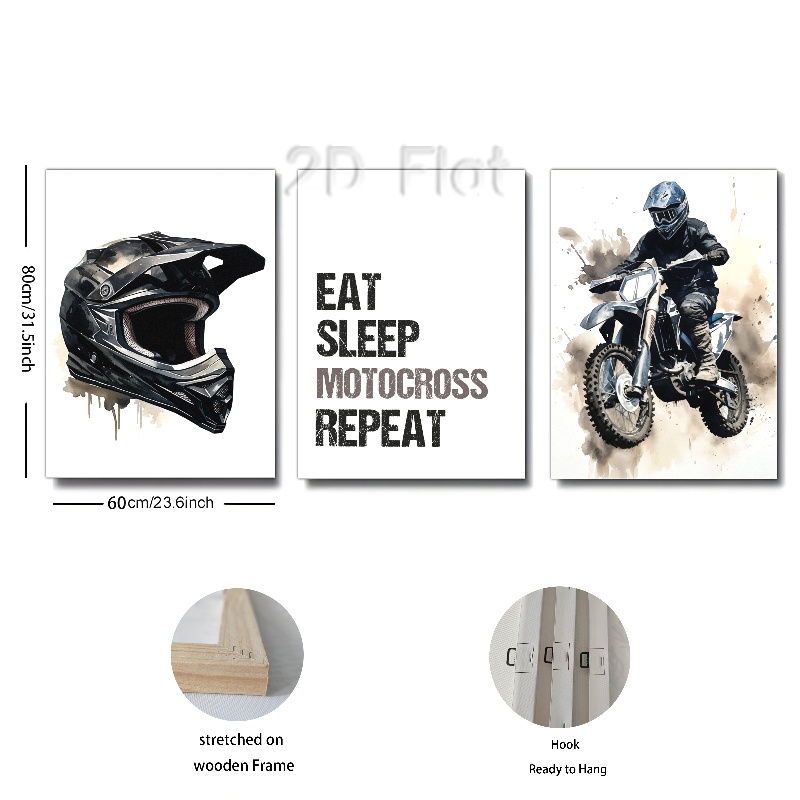 2D Flat
80cm/31.5inch
EAT
SLEEP
MOTOCROSS
REPEAT
60cm/23.6inch
stretched on
wooden Frame
Hook
Ready to Hang